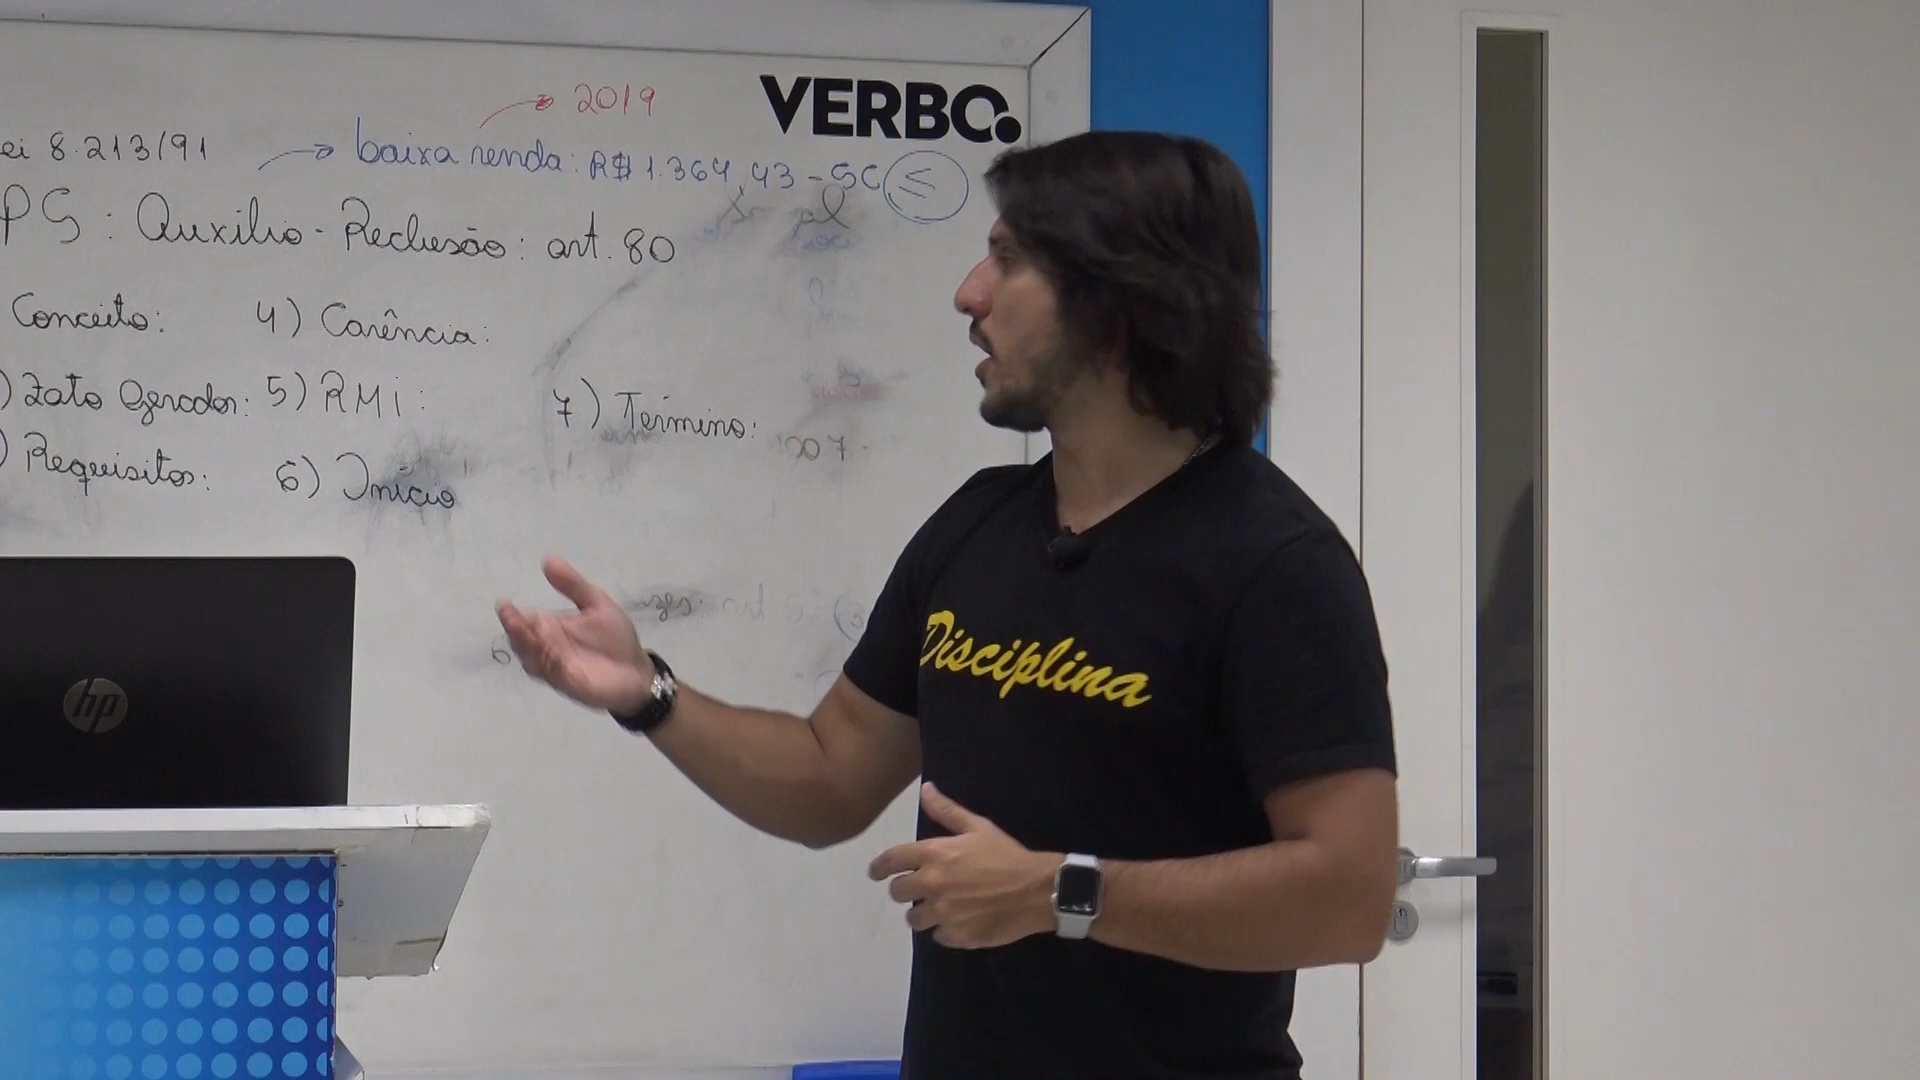 2019
VERBO.
ei 8.213/91
baixa renda: R$ 1.364,43 - SC ≤
PS: Auxílio-Reclusão: art. 80
Conceito: 4) Carência:
) Fato Gerador: 5) RMI: 7) Término:
) Requisitos: 6) Início
Disciplina
hp